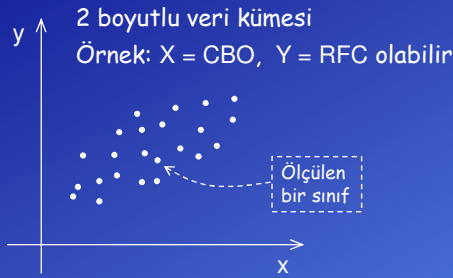 2 boyutlu veri kümesi
y
Örnek: X = CBO, Y = RFC olabilir
Ölçülen
bir sınıf
x